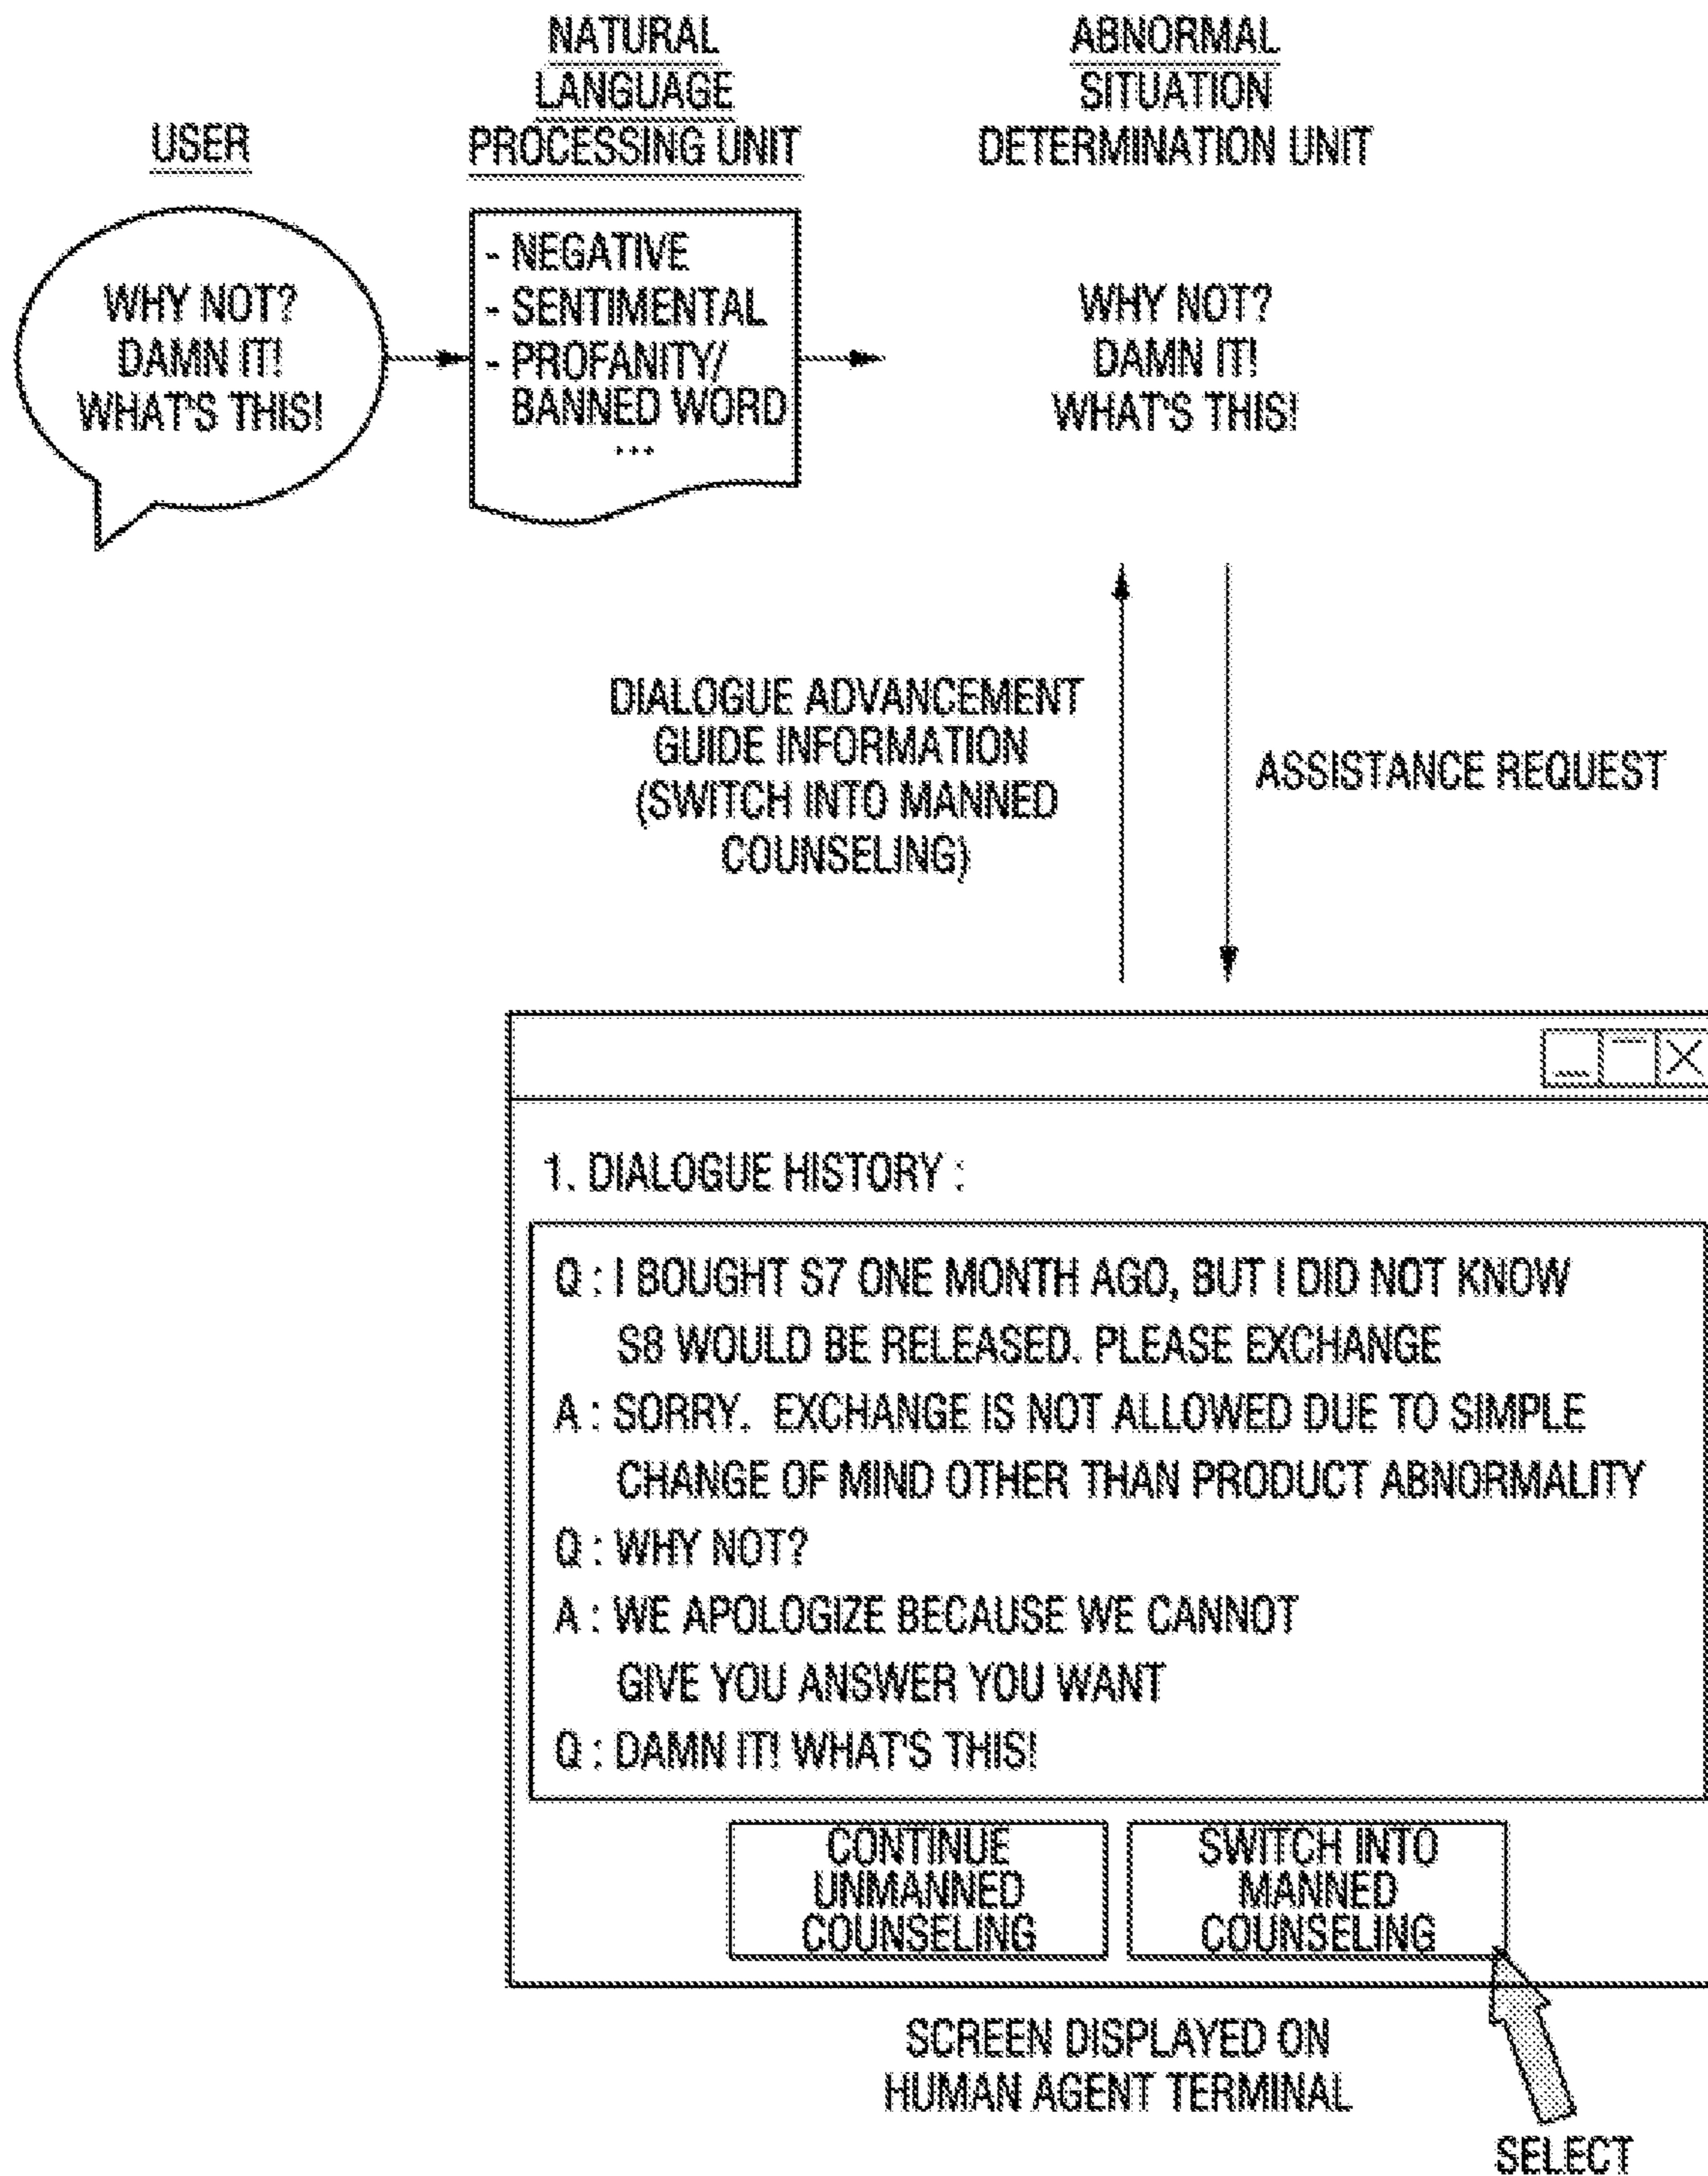 USER
NATURAL
LANGUAGE
PROCESSING UNIT
ABNORMAL
SITUATION
DETERMINATION UNIT
WHY NOT?
DAMN IT!
WHAT'S THIS!
- NEGATIVE
- SENTIMENTAL
- PROFANITY/
BANNED WORD
...
WHY NOT?
DAMN IT!
WHAT'S THIS!
DIALOGUE ADVANCEMENT
GUIDE INFORMATION
(SWITCH INTO MANNED
COUNSELING)
ASSISTANCE REQUEST
1. DIALOGUE HISTORY :
Q : I BOUGHT S7 ONE MONTH AGO, BUT I DID NOT KNOW
S8 WOULD BE RELEASED. PLEASE EXCHANGE
A : SORRY. EXCHANGE IS NOT ALLOWED DUE TO SIMPLE
CHANGE OF MIND OTHER THAN PRODUCT ABNORMALITY
Q : WHY NOT?
A : WE APOLOGIZE BECAUSE WE CANNOT
GIVE YOU ANSWER YOU WANT
Q : DAMN IT! WHAT'S THIS!
CONTINUE
UNMANNED
COUNSELING
SWITCH INTO
MANNED
COUNSELING
SCREEN DISPLAYED ON
HUMAN AGENT TERMINAL
SELECT